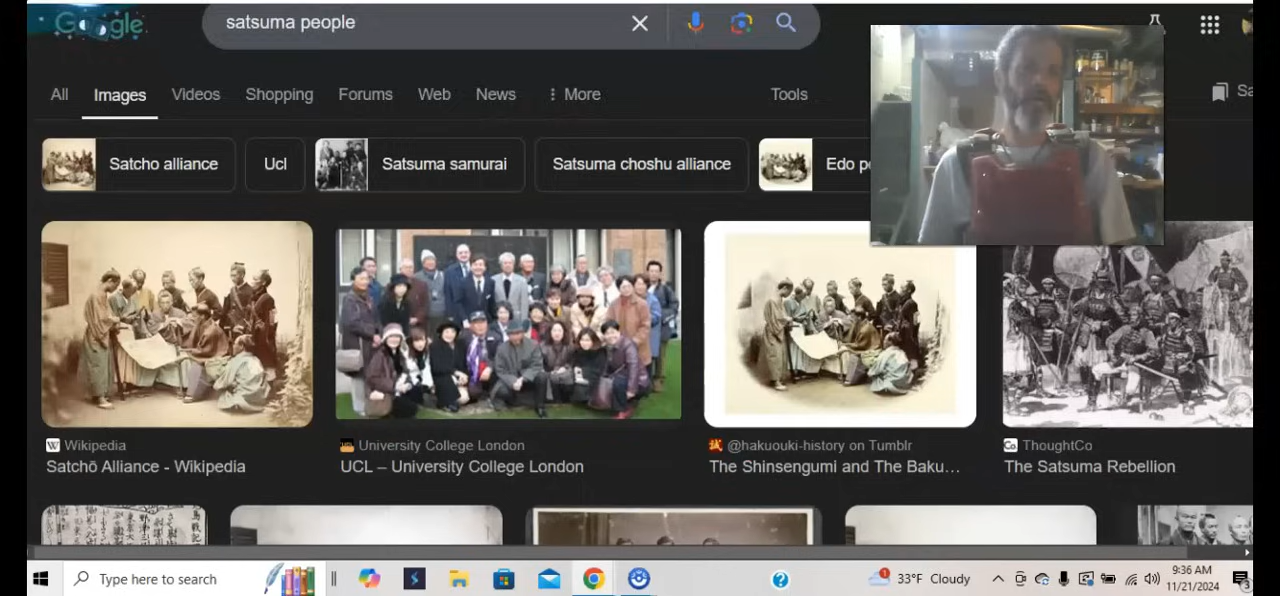 Google
satsuma people
All
Images
Videos
Shopping
Forums
Web
News
More
Tools
Sa
Satcho alliance
Ucl
Satsuma samurai
Satsuma choshu alliance
Edo pe
Wikipedia
Satchō Alliance - Wikipedia
University College London
UCL – University College London
@hakuouki-history on Tumblr
The Shinsengumi and The Baku…
ThoughtCo
The Satsuma Rebellion
Type here to search
33°F Cloudy
9:36 AM
11/21/2024